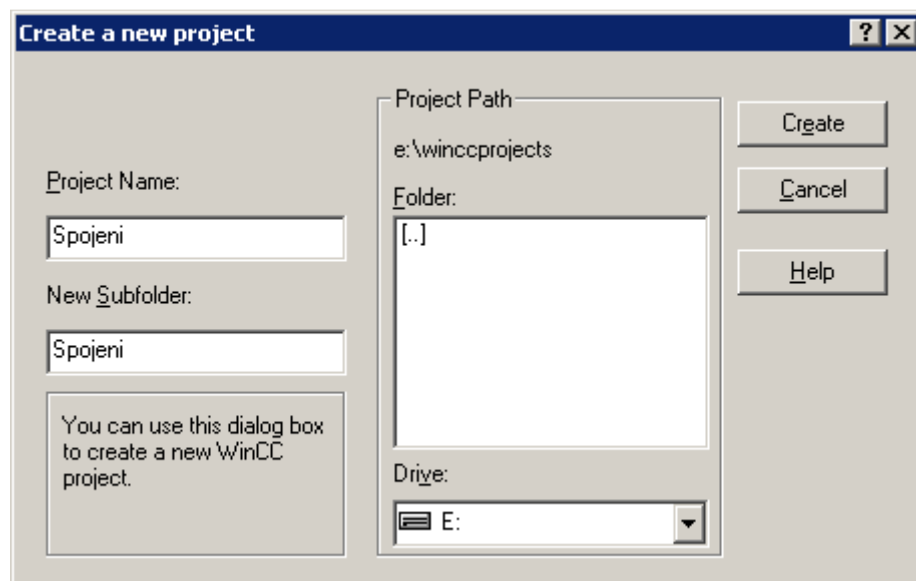 Create a new project
Project Name:
Spojeni
New Subfolder:
Spojeni
You can use this dialog box
to create a new WinCC
project.
Project Path
e:\winccprojects
Folder:
[..]
Drive:
E:
Create
Cancel
Help